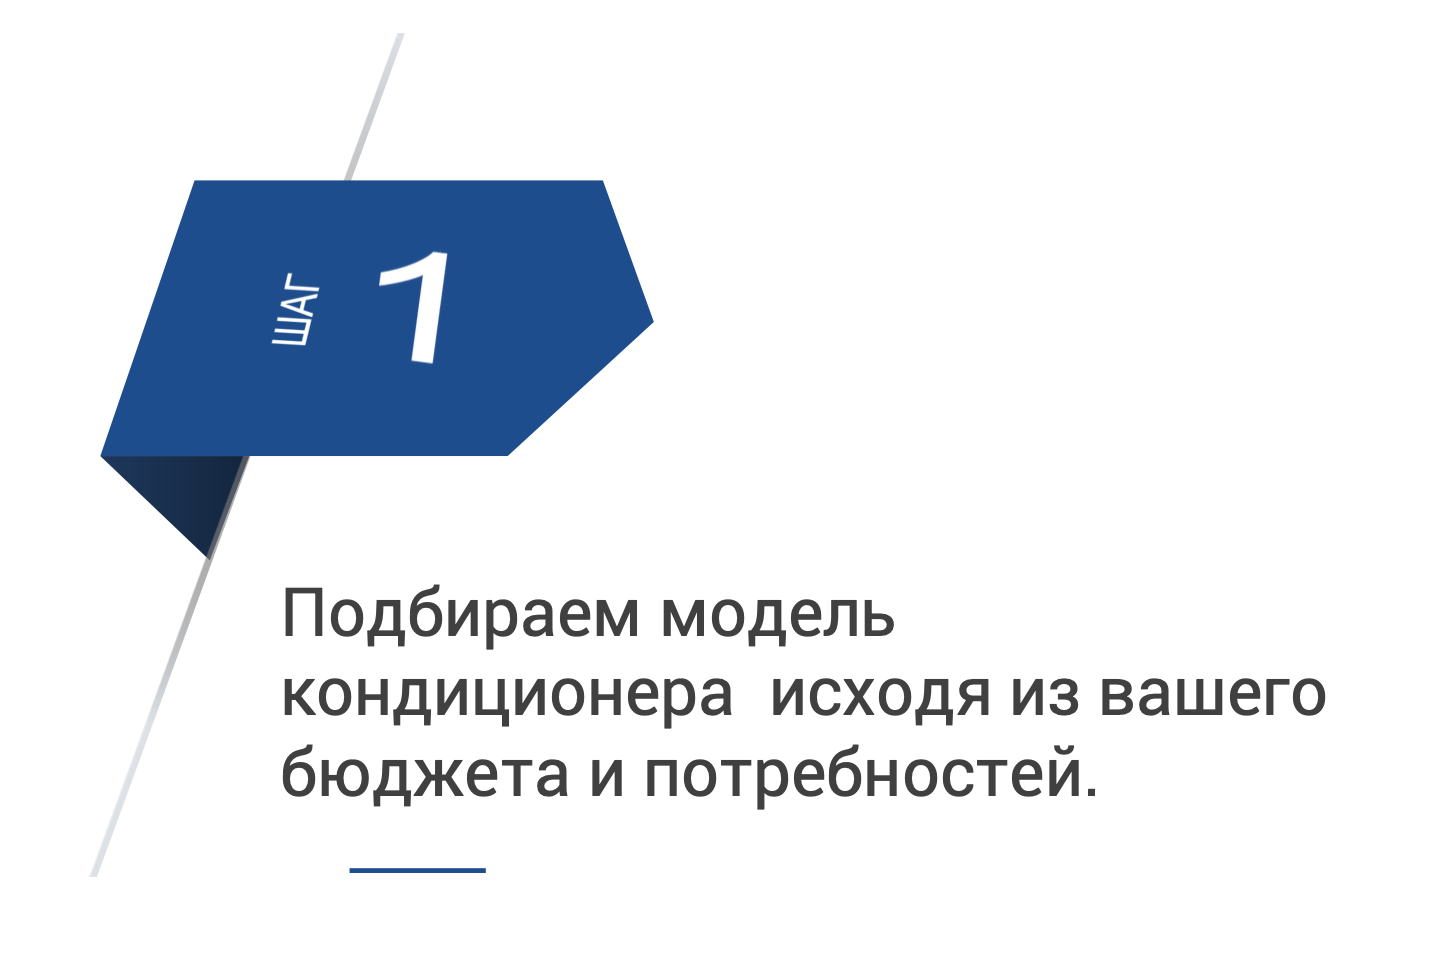 ШАГ 1
Подбираем модель
кондиционера  исходя из вашего
бюджета и потребностей.